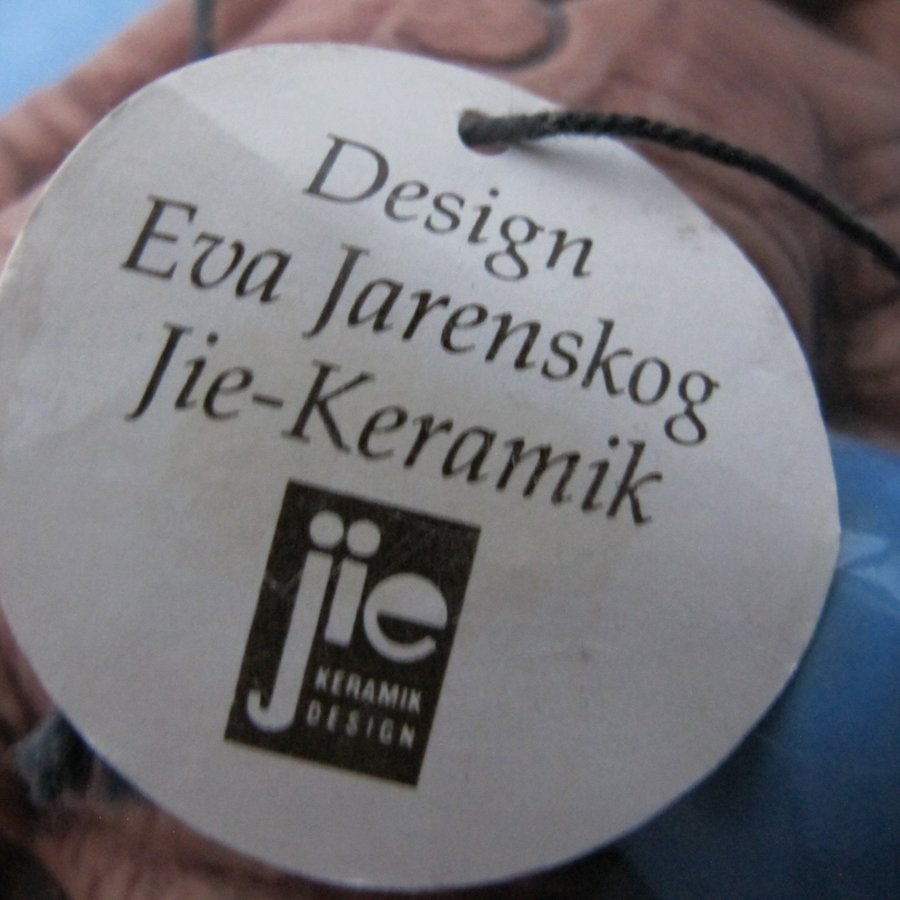 Design
Eva Jarenskog
Jie-Keramik
jie
KERAMIK
DESIGN